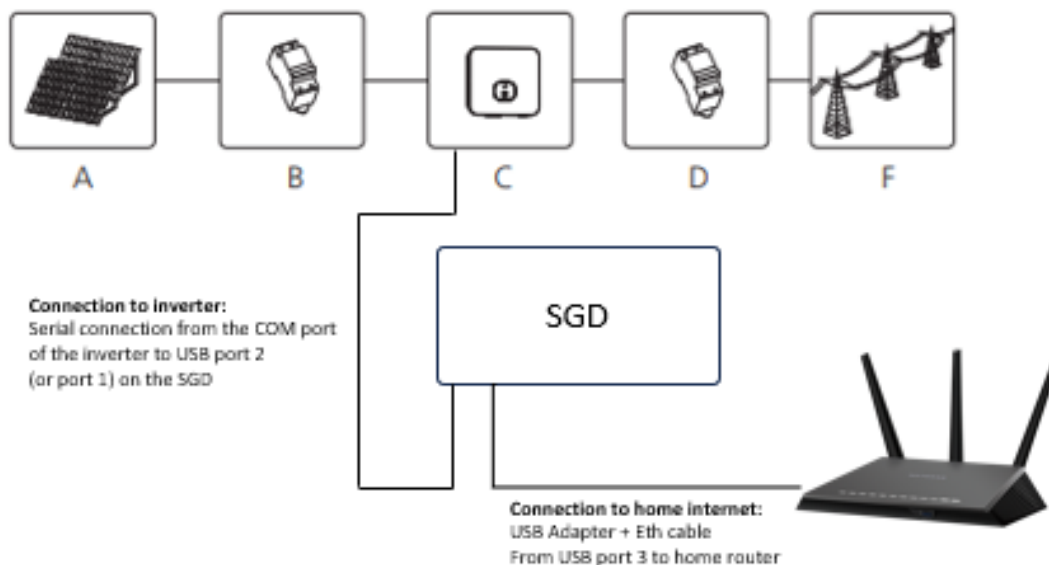 A
B
C
D
F
SGD
Connection to inverter:
Serial connection from the COM port
of the inverter to USB port 2
(or port 1) on the SGD
Connection to home internet:
USB Adapter + Eth cable
From USB port 3 to home router